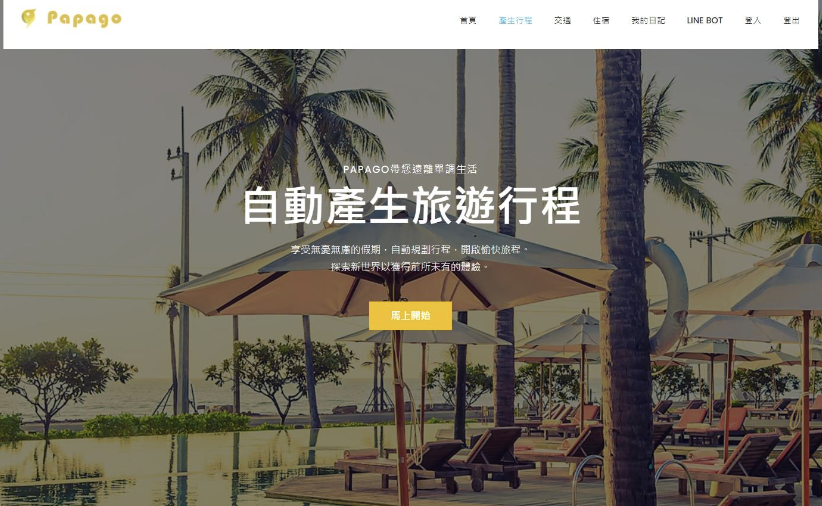 Papago
首頁 產生行程 交通 住宿 我的日記 LINE BOT 登入 登出
PAPAGO帶您遠離單調生活
自動產生旅遊行程
享受無憂無慮的假期，自動規劃行程，開啟愉快旅程。
探索新世界以獲得前所未有的體驗。
馬上開始